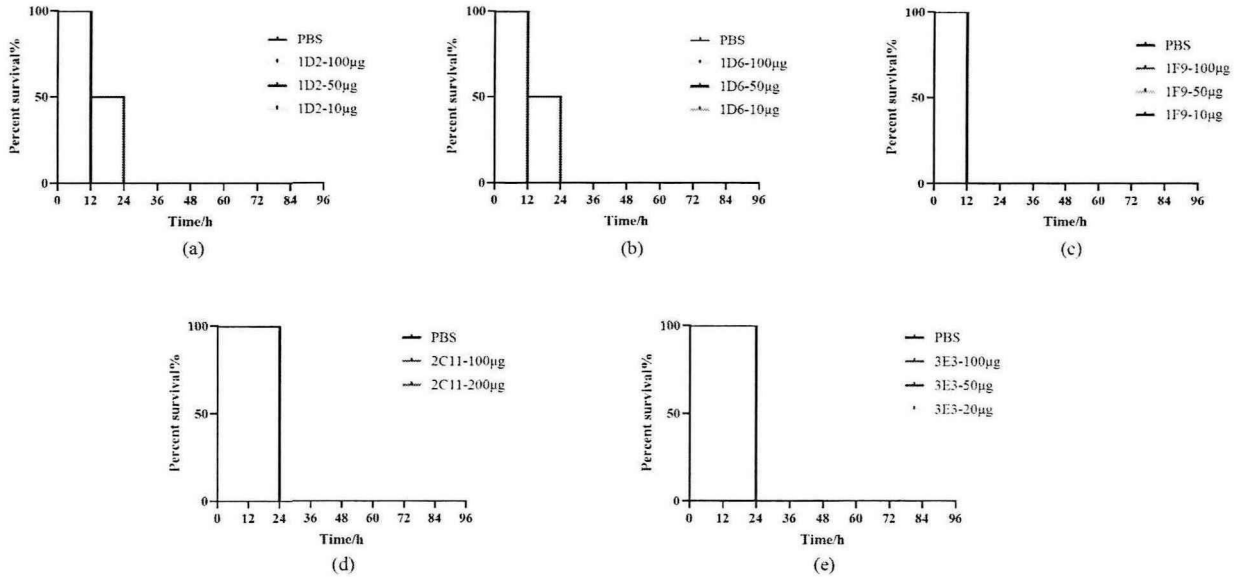 Percent survival%
100
50
0
0 12 24 36 48 60 72 84 96
Time/h
PBS
1D2-100μg
1D2-50μg
1D2-10μg
(a)
Percent survival%
100
50
0
0 12 24 36 48 60 72 84 96
Time/h
PBS
1D6-100μg
1D6-50μg
1D6-10μg
(b)
Percent survival%
100
50
0
0 12 24 36 48 60 72 84 96
Time/h
PBS
1F9-100μg
1F9-50μg
1F9-10μg
(c)
Percent survival%
100
50
0
0 12 24 36 48 60 72 84 96
Time/h
PBS
2C11-100μg
2C11-200μg
(d)
Percent survival%
100
50
0
0 12 24 36 48 60 72 84 96
Time/h
PBS
3E3-100μg
3E3-50μg
3E3-20μg
(e)